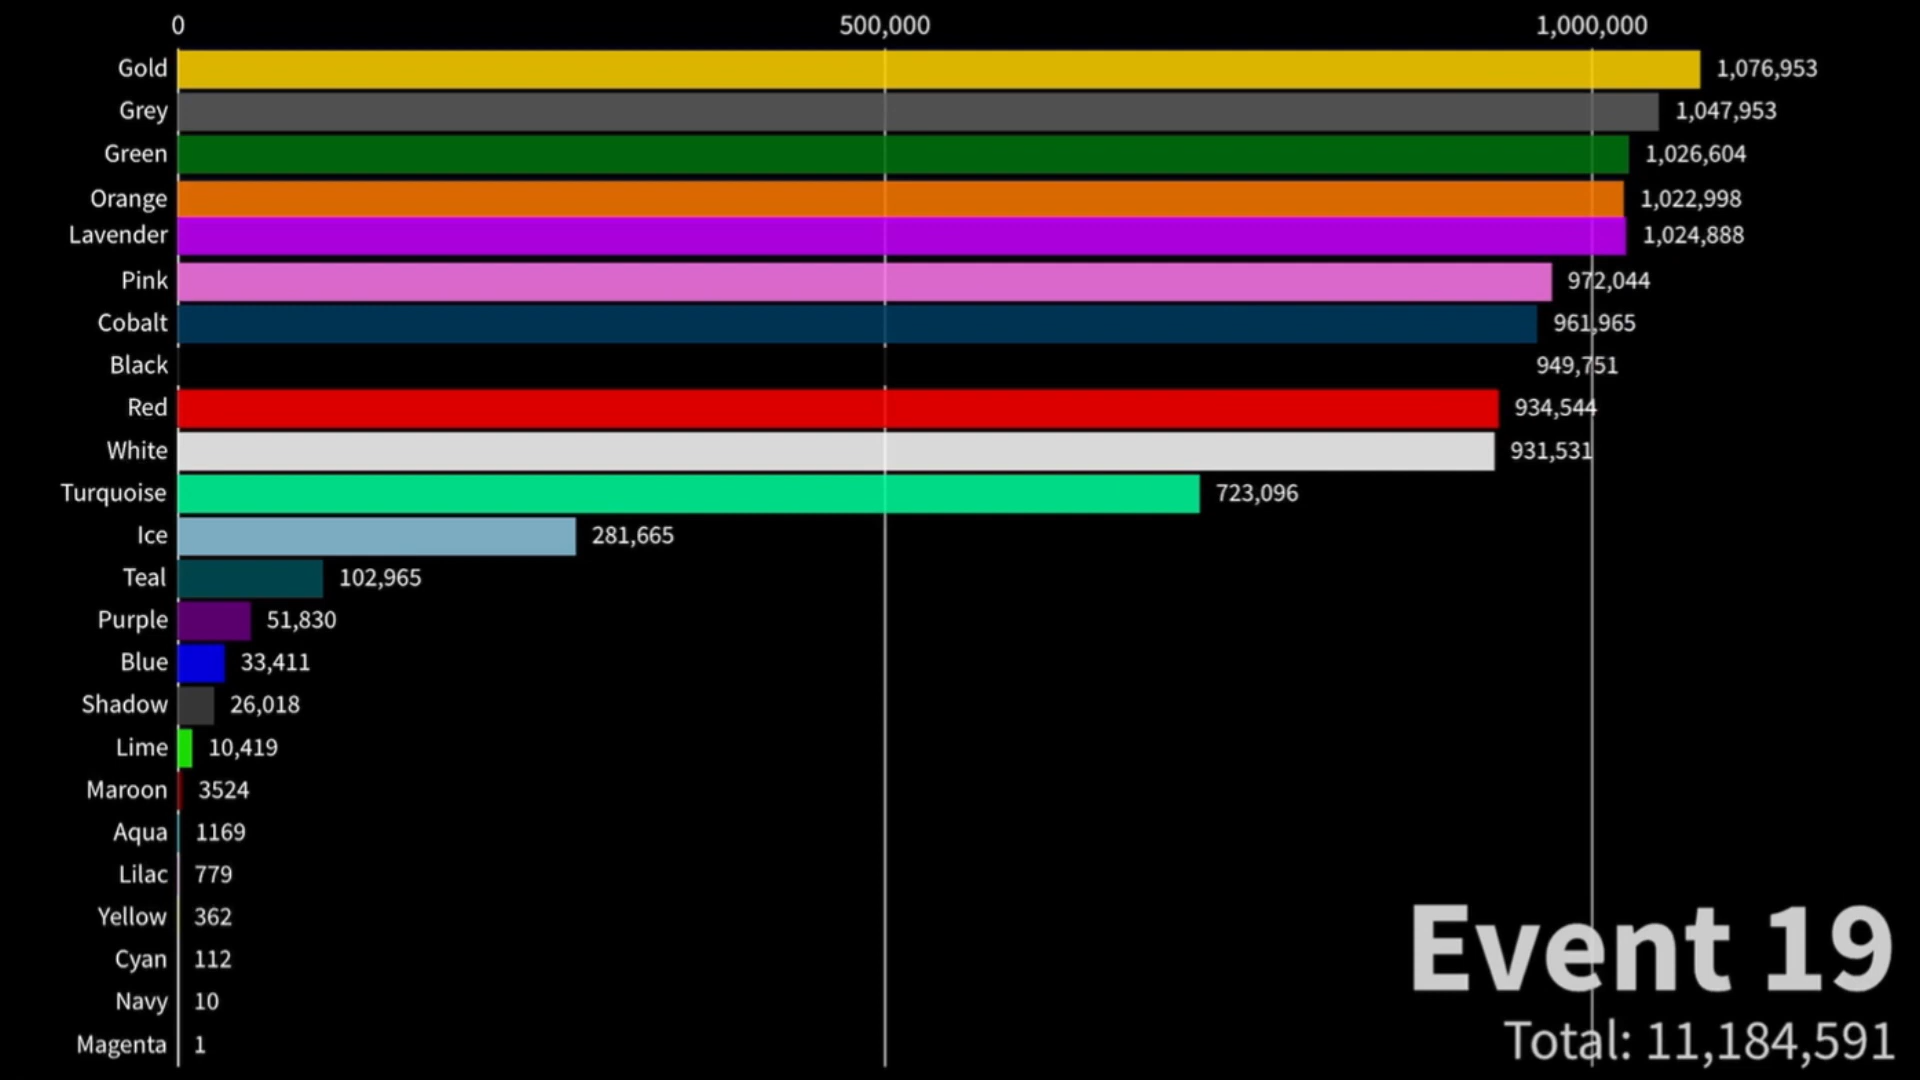 0 500,000 1,000,000
Gold 1,076,953
Grey 1,047,953
Green 1,026,604
Orange 1,022,998
Lavender 1,024,888
Pink 972,044
Cobalt 961,965
Black 949,751
Red 934,544
White 931,531
Turquoise 723,096
Ice 281,665
Teal 102,965
Purple 51,830
Blue 33,411
Shadow 26,018
Lime 10,419
Maroon 3524
Aqua 1169
Lilac 779
Yellow 362
Cyan 112
Navy 10
Magenta 1
Event 19
Total: 11,184,591